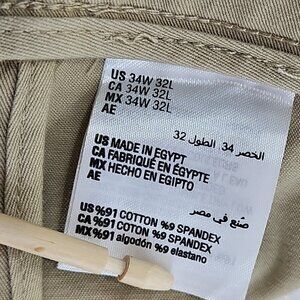 US 34W 32L
CA 34W 32L
MX 34W 32L
AE
الخصر 34 الطول 32
US MADE IN EGYPT
CA FABRIQUÉ EN ÉGYPTE
MX HECHO EN EGIPTO
AE
صنع في مصر
US %91 COTTON %9 SPANDEX
CA %91 COTON %9 SPANDEX
MX %91 algodón %9 elastano